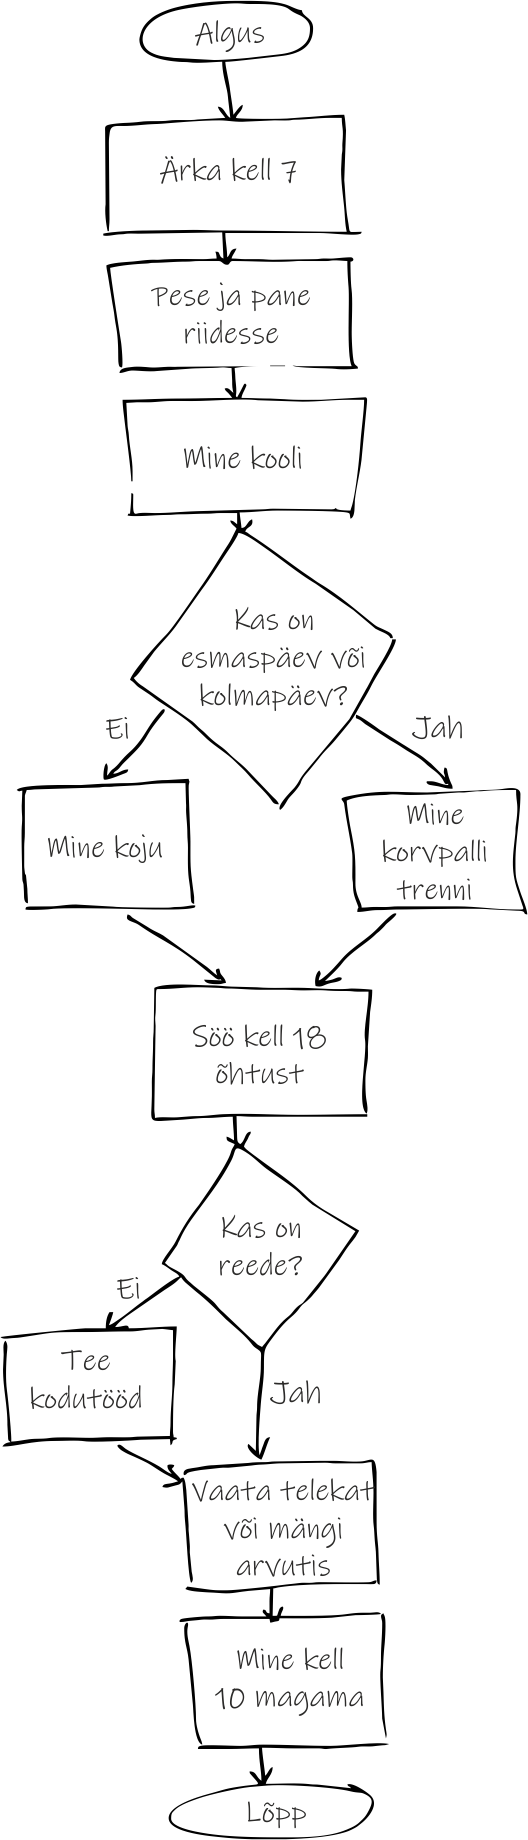 Algus
Ärka kell 7
Pese ja pane
riidesse
Mine kooli
Kas on
esmaspäev või
kolmapäev?
Ei
Jah
Mine koju
Mine
korvpalli
trenni
Söö kell 18
õhtust
Kas on
reede?
Ei
Tee
kodutööd
Jah
Vaata telekat
või mängi
arvutis
Mine kell
10 magama
Lõpp